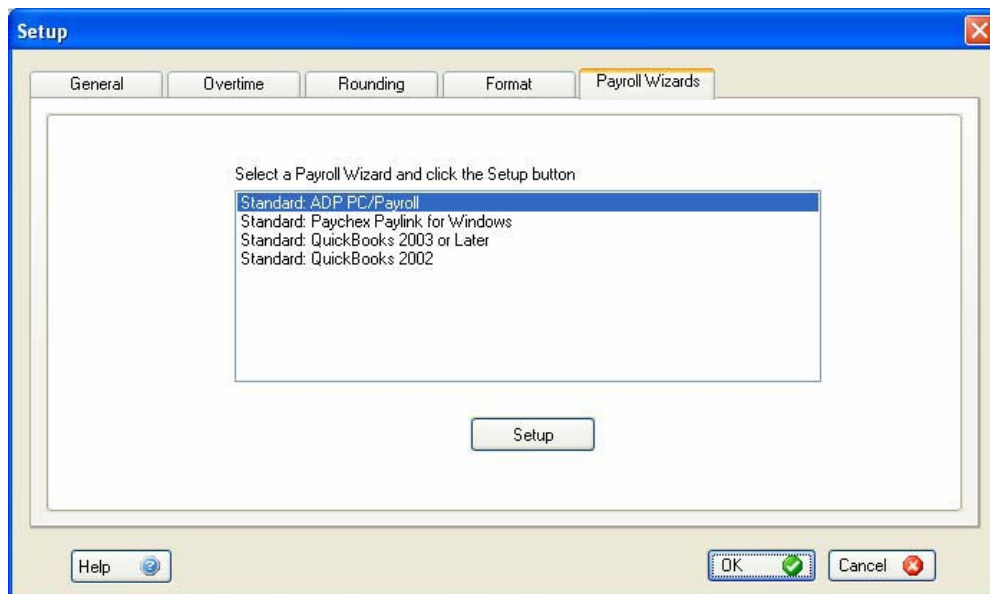 Setup
General Overtime Rounding Format Payroll Wizards
Select a Payroll Wizard and click the Setup button
Standard: ADP PC/Payroll
Standard: Paychex Paylink for Windows
Standard: QuickBooks 2003 or Later
Standard: QuickBooks 2002
Setup
Help OK Cancel